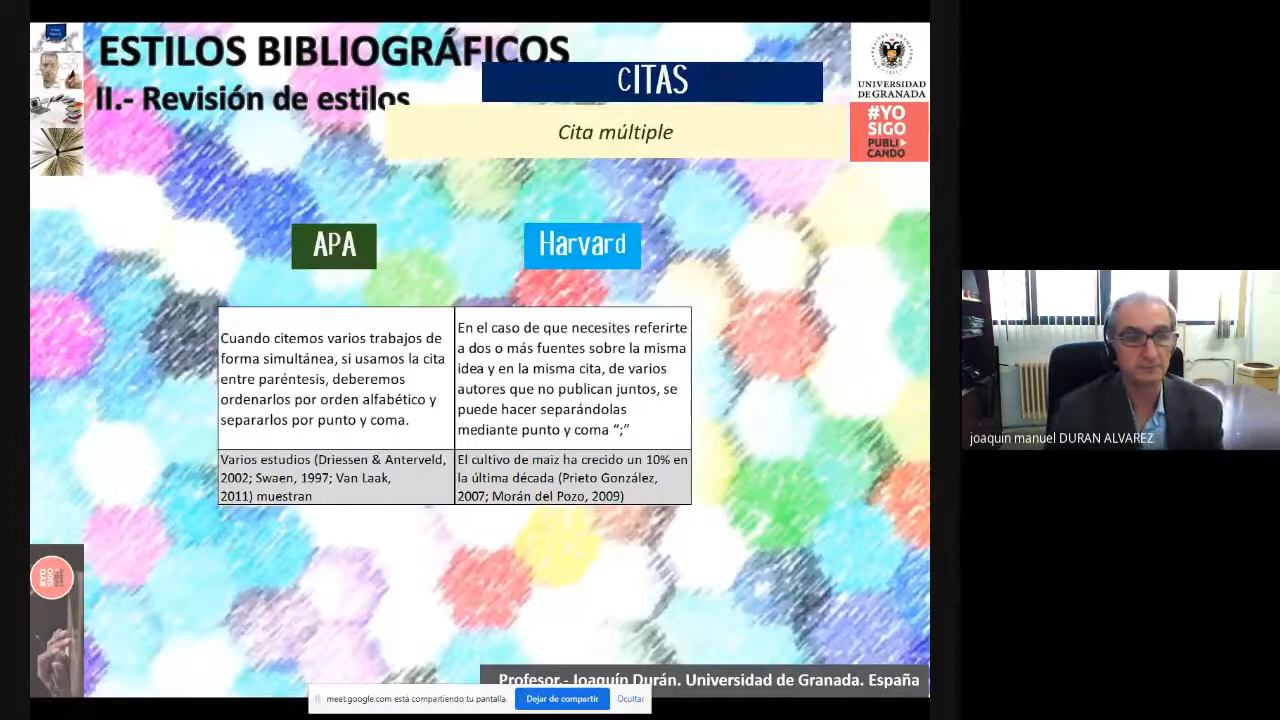 ESTILOS BIBLIOGRÁFICOS
II.- Revisión de estilos
CITAS
Cita múltiple
UNIVERSIDAD
DE GRANADA
#YO
SIGO
PUBLI
CANDO
APA
Harvard
Cuando citemos varios trabajos de
forma simultánea, si usamos la cita
entre paréntesis, deberemos
ordenarlos por orden alfabético y
separarlos por punto y coma.
En el caso de que necesites referirte
a dos o más fuentes sobre la misma
idea y en la misma cita, de varios
autores que no publican juntos, se
puede hacer separándolas
mediante punto y coma “;”
Varios estudios (Driessen & Anterveld,
2002; Swaen, 1997; Van Laak,
2011) muestran
El cultivo de maiz ha crecido un 10% en
la última década (Prieto González,
2007; Morán del Pozo, 2009)
joaquin manuel DURAN ALVAREZ
#YO
SIGO
PUBLI
CANDO
Profesor.- Joaquín Durán. Universidad de Granada. España
meet.google.com está compartiendo tu pantalla.
Dejar de compartir
Ocultar